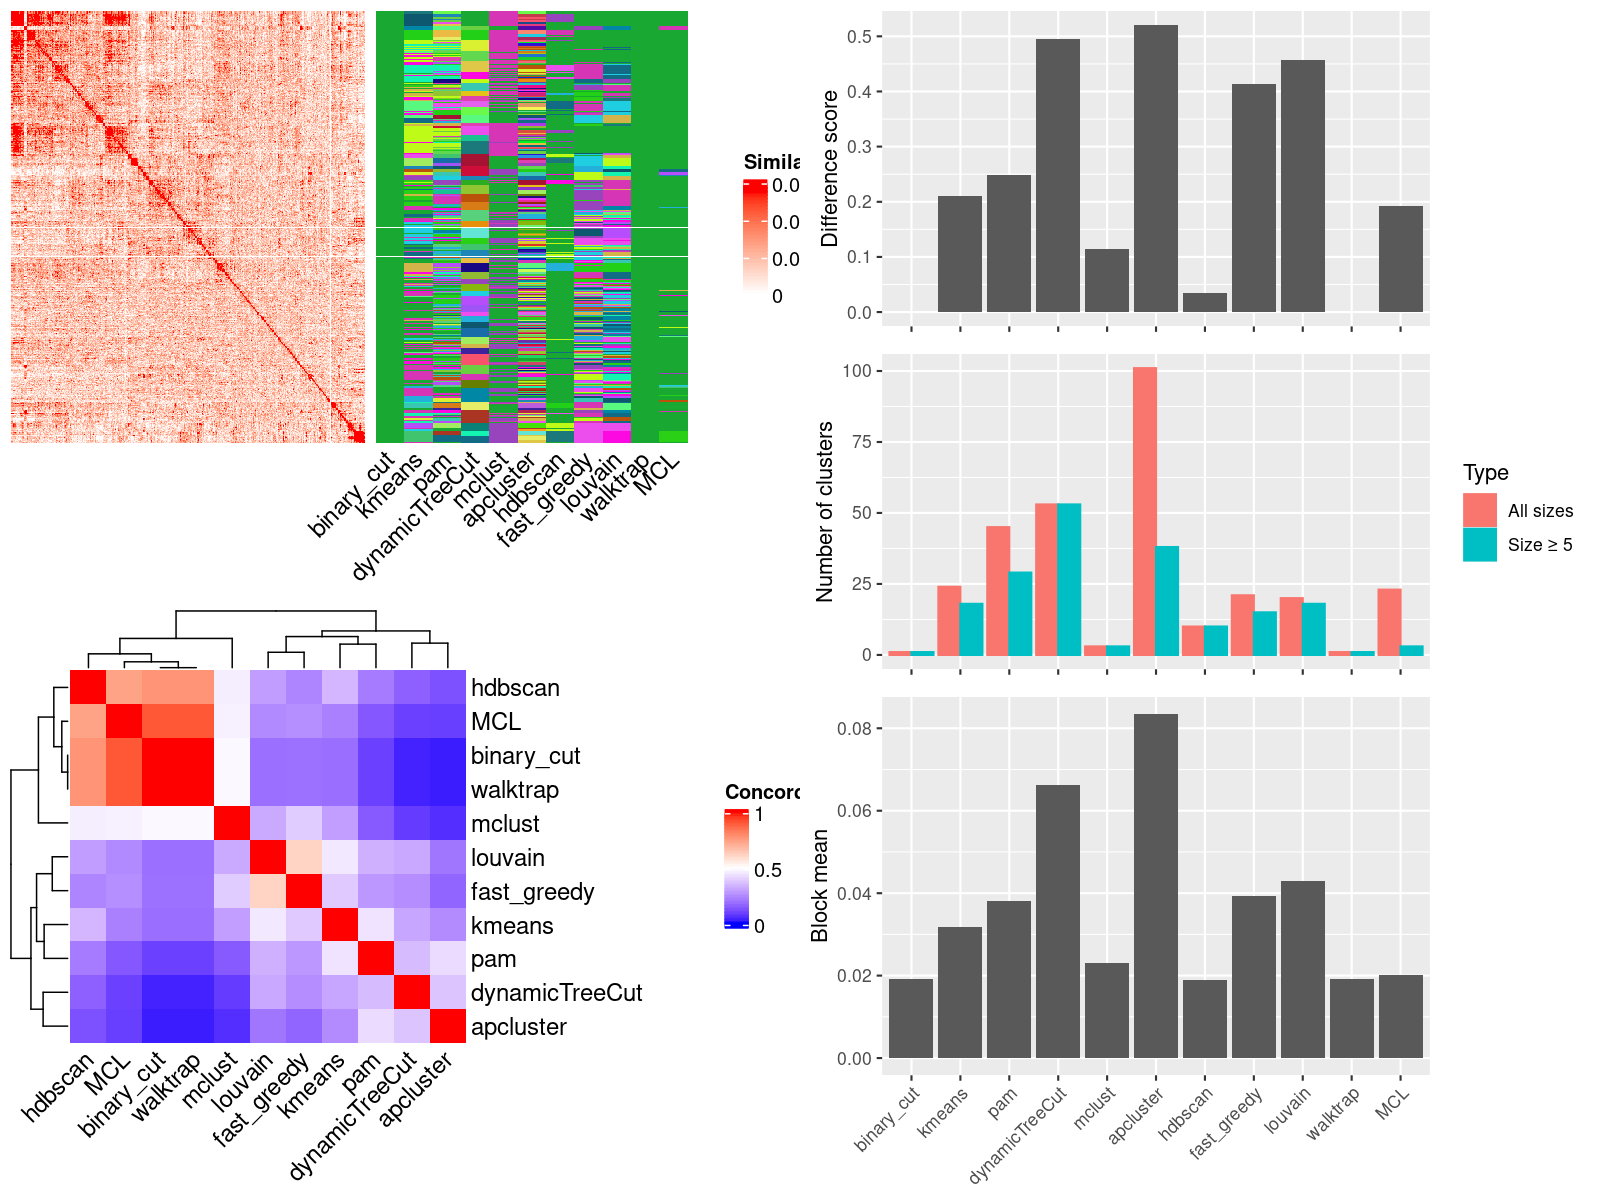 Simila
0.0
0.0
0.0
0
binary_cut
kmeans
pam
dynamicTreeCut
mclust
apcluster
hdbscan
fast_greedy
louvain
walktrap
MCL
hdbscan
MCL
binary_cut
walktrap
mclust
louvain
fast_greedy
kmeans
pam
dynamicTreeCut
apcluster
hdbscan
MCL
binary_cut
walktrap
mclust
louvain
fast_greedy
kmeans
pam
dynamicTreeCut
apcluster
Concord
1
0.5
0
Difference score
0.5
0.4
0.3
0.2
0.1
0.0
Number of clusters
100
75
50
25
0
Type
All sizes
Size ≥ 5
Block mean
0.08
0.06
0.04
0.02
0.00
binary_cut
kmeans
pam
dynamicTreeCut
mclust
apcluster
hdbscan
fast_greedy
louvain
walktrap
MCL